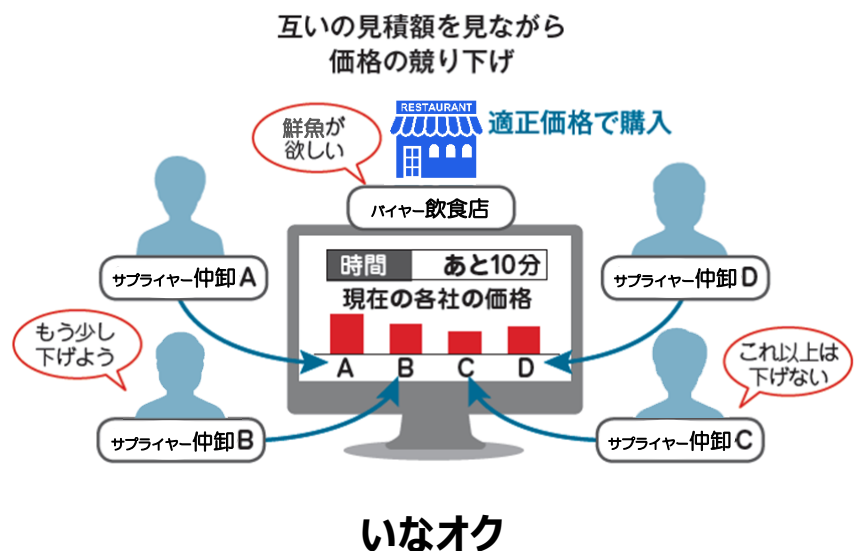 互いの見積額を見ながら
価格の競り下げ
RESTAURANT
適正価格で購入
鮮魚が
欲しい
バイヤー飲食店
サプライヤー仲卸A
サプライヤー仲卸D
時間 あと10分
現在の各社の価格
A B C D
もう少し
下げよう
これ以上は
下げない
サプライヤー仲卸B
サプライヤー仲卸C
いなオク